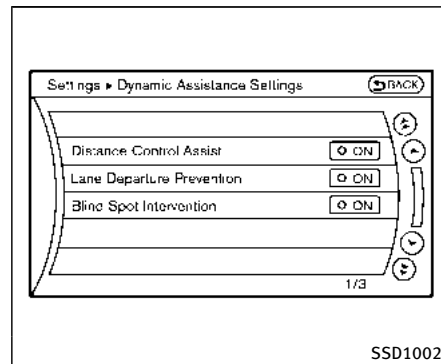 Settings ▸ Dynamic Assistance Settings
BACK
Distance Control Assist
ON
Lane Departure Prevention
ON
Blind Spot Intervention
ON
1/3
SSD1002